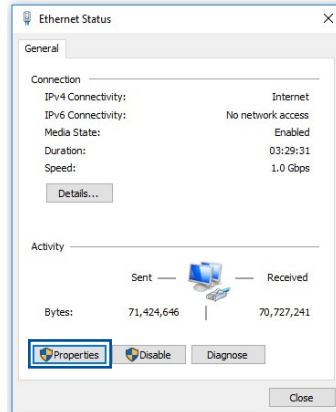 Ethernet Status
General
Connection
IPv4 Connectivity: Internet
IPv6 Connectivity: No network access
Media State: Enabled
Duration: 03:29:31
Speed: 1.0 Gbps
Details...
Activity
Sent Received
Bytes: 71,424,646 70,727,241
Properties Disable Diagnose
Close